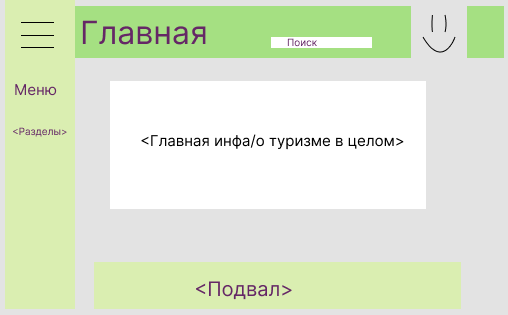 Главная
Поиск
Меню
<Разделы>
<Главная инфа/о туризме в целом>
<Подвал>